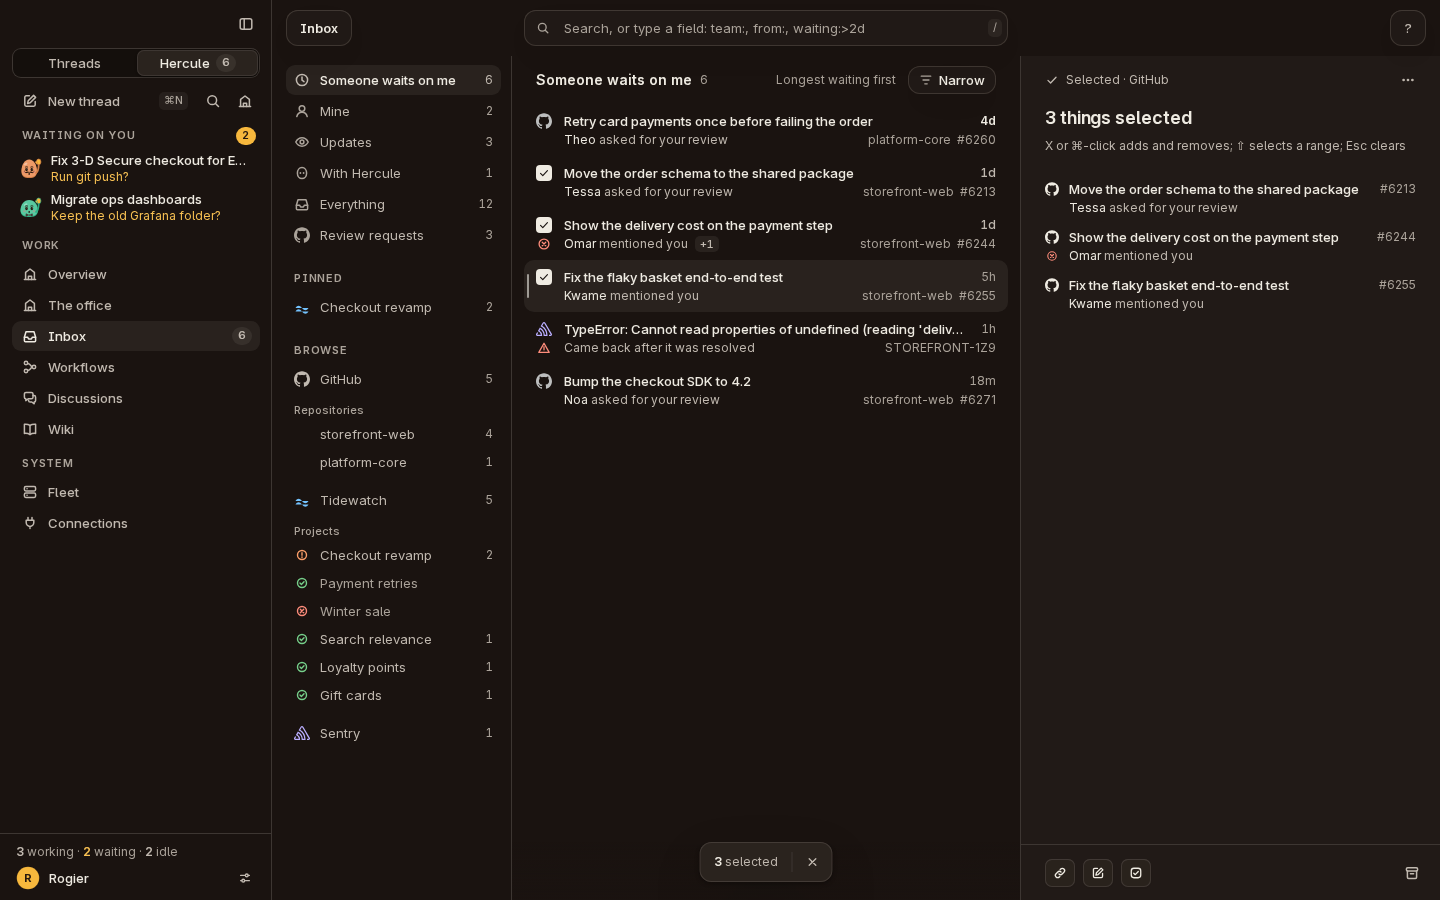 Threads
Hercule 6
New thread ⌘N
WAITING ON YOU 2
Fix 3-D Secure checkout for E…
Run git push?
Migrate ops dashboards
Keep the old Grafana folder?
WORK
Overview
The office
Inbox 6
Workflows
Discussions
Wiki
SYSTEM
Fleet
Connections
3 working · 2 waiting · 2 idle
R Rogier
Inbox
Someone waits on me 6
Mine 2
Updates 3
With Hercule 1
Everything 12
Review requests 3
PINNED
Checkout revamp 2
BROWSE
GitHub 5
Repositories
storefront-web 4
platform-core 1
Tidewatch 5
Projects
Checkout revamp 2
Payment retries
Winter sale
Search relevance 1
Loyalty points 1
Gift cards 1
Sentry 1
Search, or type a field: team:, from:, waiting:>2d /
Someone waits on me 6 Longest waiting first Narrow
Retry card payments once before failing the order 4d
Theo asked for your review platform-core #6260
Move the order schema to the shared package 1d
Tessa asked for your review storefront-web #6213
Show the delivery cost on the payment step 1d
Omar mentioned you +1 storefront-web #6244
Fix the flaky basket end-to-end test 5h
Kwame mentioned you storefront-web #6255
TypeError: Cannot read properties of undefined (reading 'deliv… 1h
Came back after it was resolved STOREFRONT-1Z9
Bump the checkout SDK to 4.2 18m
Noa asked for your review storefront-web #6271
3 selected
?
Selected · GitHub
3 things selected
X or ⌘-click adds and removes; ⇧ selects a range; Esc clears
Move the order schema to the shared package #6213
Tessa asked for your review
Show the delivery cost on the payment step #6244
Omar mentioned you
Fix the flaky basket end-to-end test #6255
Kwame mentioned you